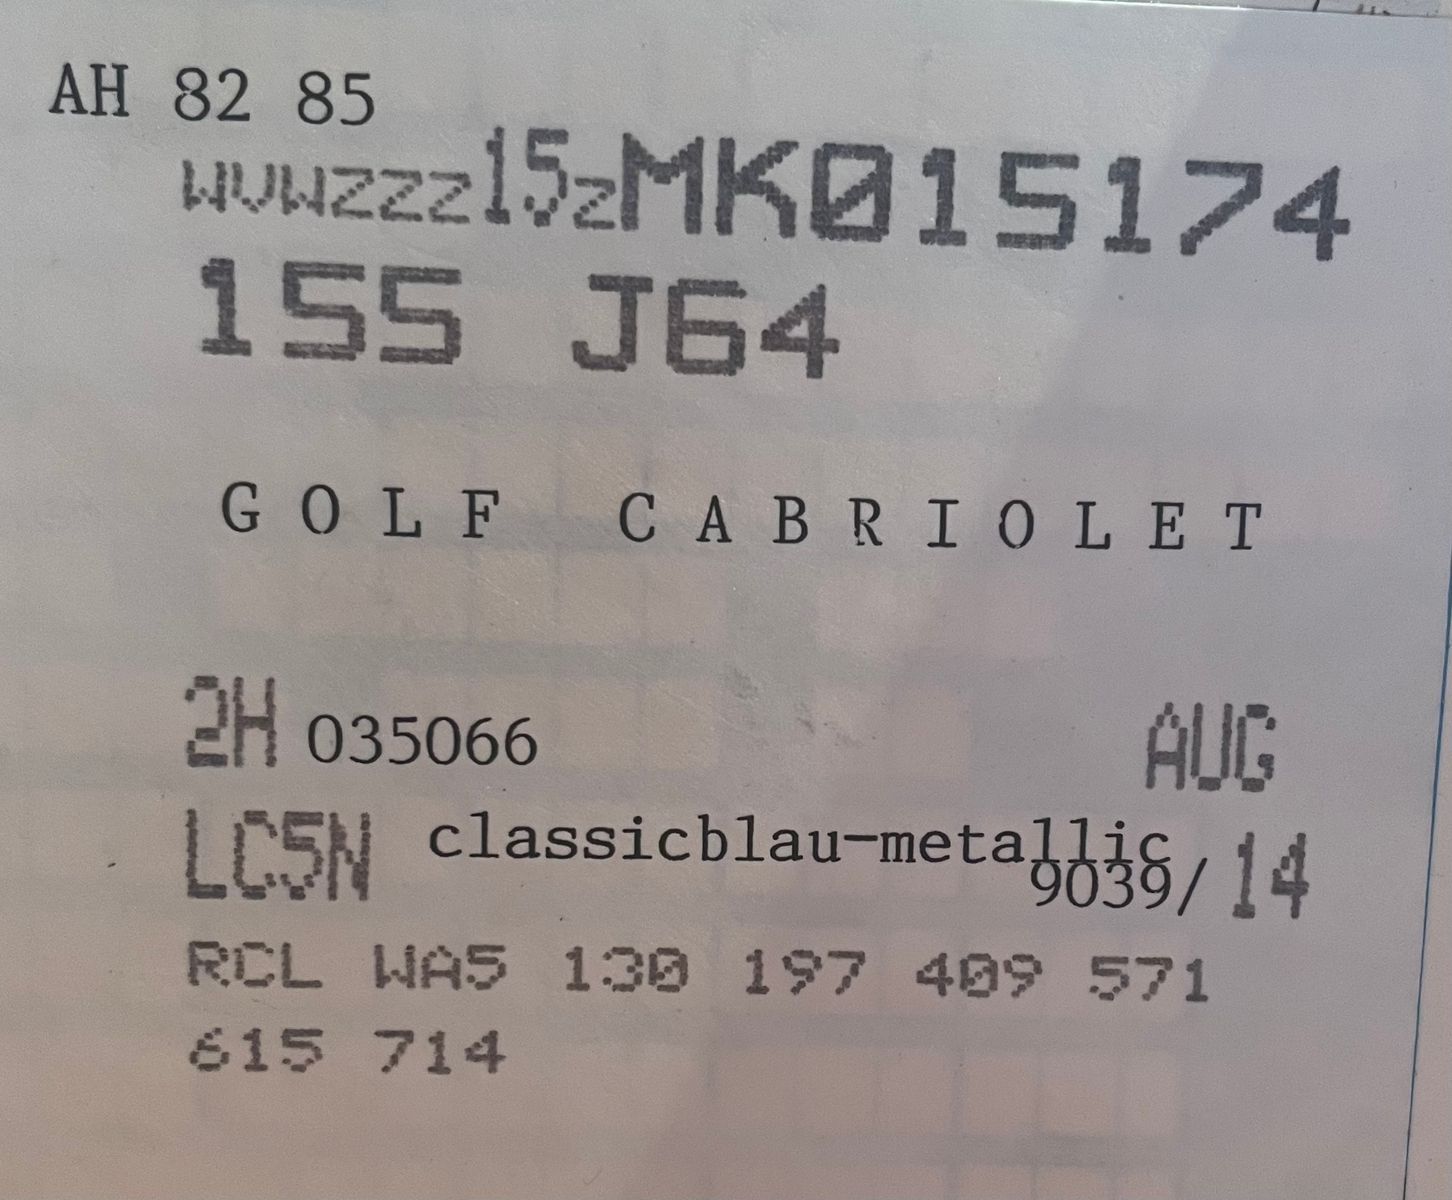 AH 82 85
WVWZZZ15ZMK015174
155 J64
GOLF CABRIOLET
2H 035066 AUG
LC5N classicblau-metallic
9039/14
RCL WA5 130 197 409 571
615 714